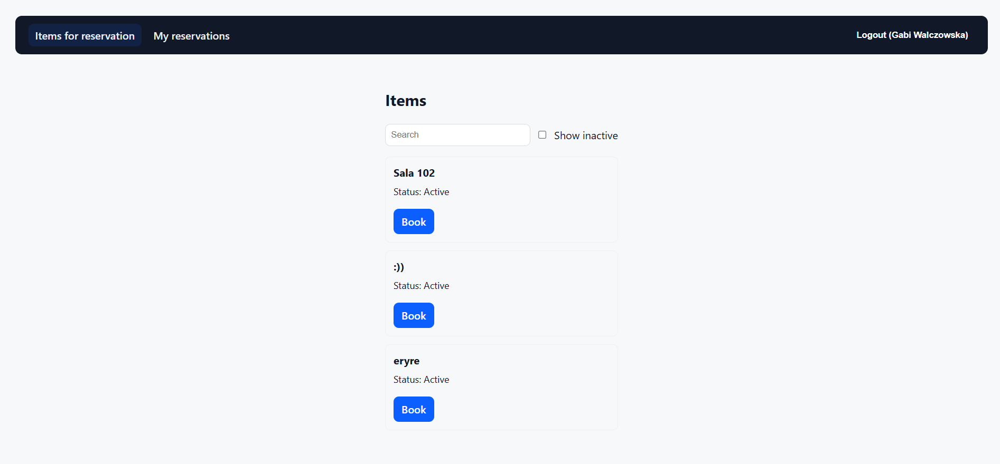 Items for reservation My reservations Logout (Gabi Walczowska)
Items
Search Show inactive
Sala 102
Status: Active
Book
:))
Status: Active
Book
eryre
Status: Active
Book